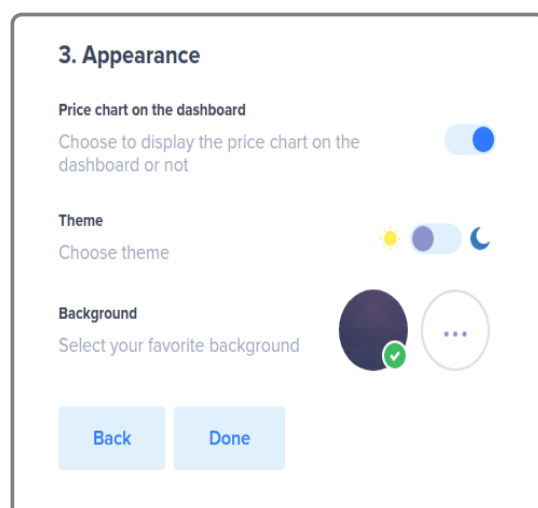 3. Appearance
Price chart on the dashboard
Choose to display the price chart on the
dashboard or not
Theme
Choose theme
Background
Select your favorite background
...
Back
Done